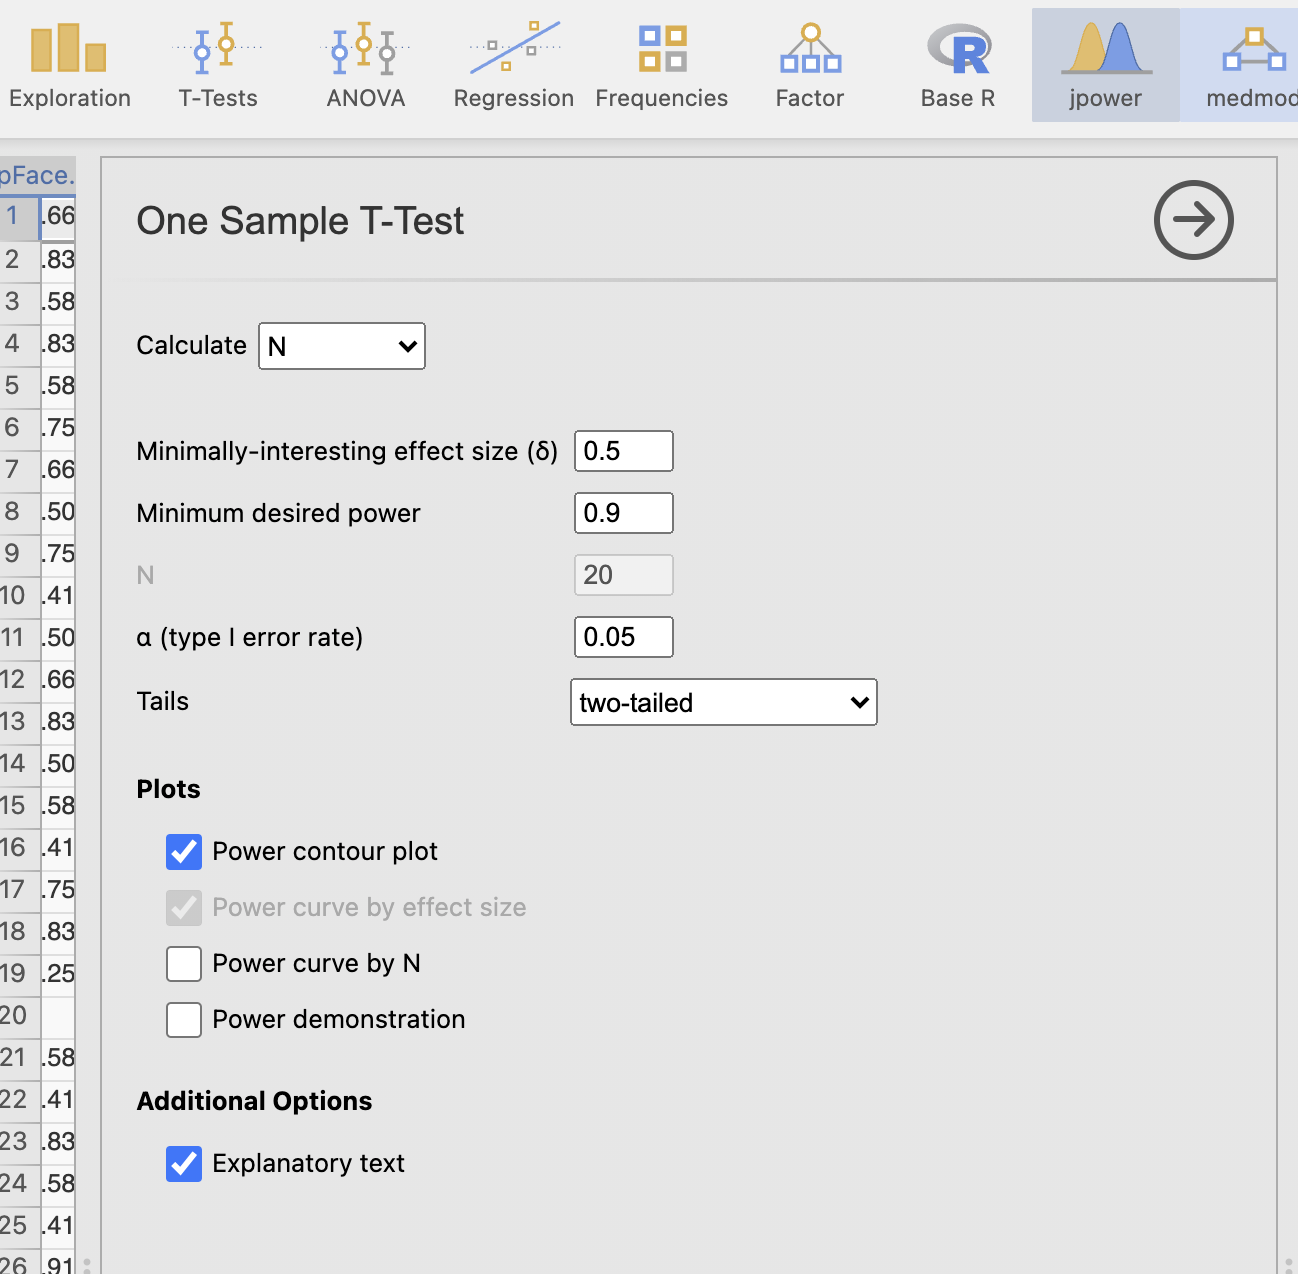 Exploration T-Tests ANOVA Regression Frequencies Factor Base R jpower medmod
pFace.
One Sample T-Test
1 .66
2 .83
3 .58
4 .83
5 .58
6 .75
7 .66
8 .50
9 .75
10 .41
11 .50
12 .66
13 .83
14 .50
15 .58
16 .41
17 .75
18 .83
19 .25
20
21 .58
22 .41
23 .83
24 .58
25 .41
26 .91
Calculate N
Minimally-interesting effect size (δ) 0.5
Minimum desired power 0.9
N 20
α (type I error rate) 0.05
Tails two-tailed
Plots
Power contour plot
Power curve by effect size
Power curve by N
Power demonstration
Additional Options
Explanatory text